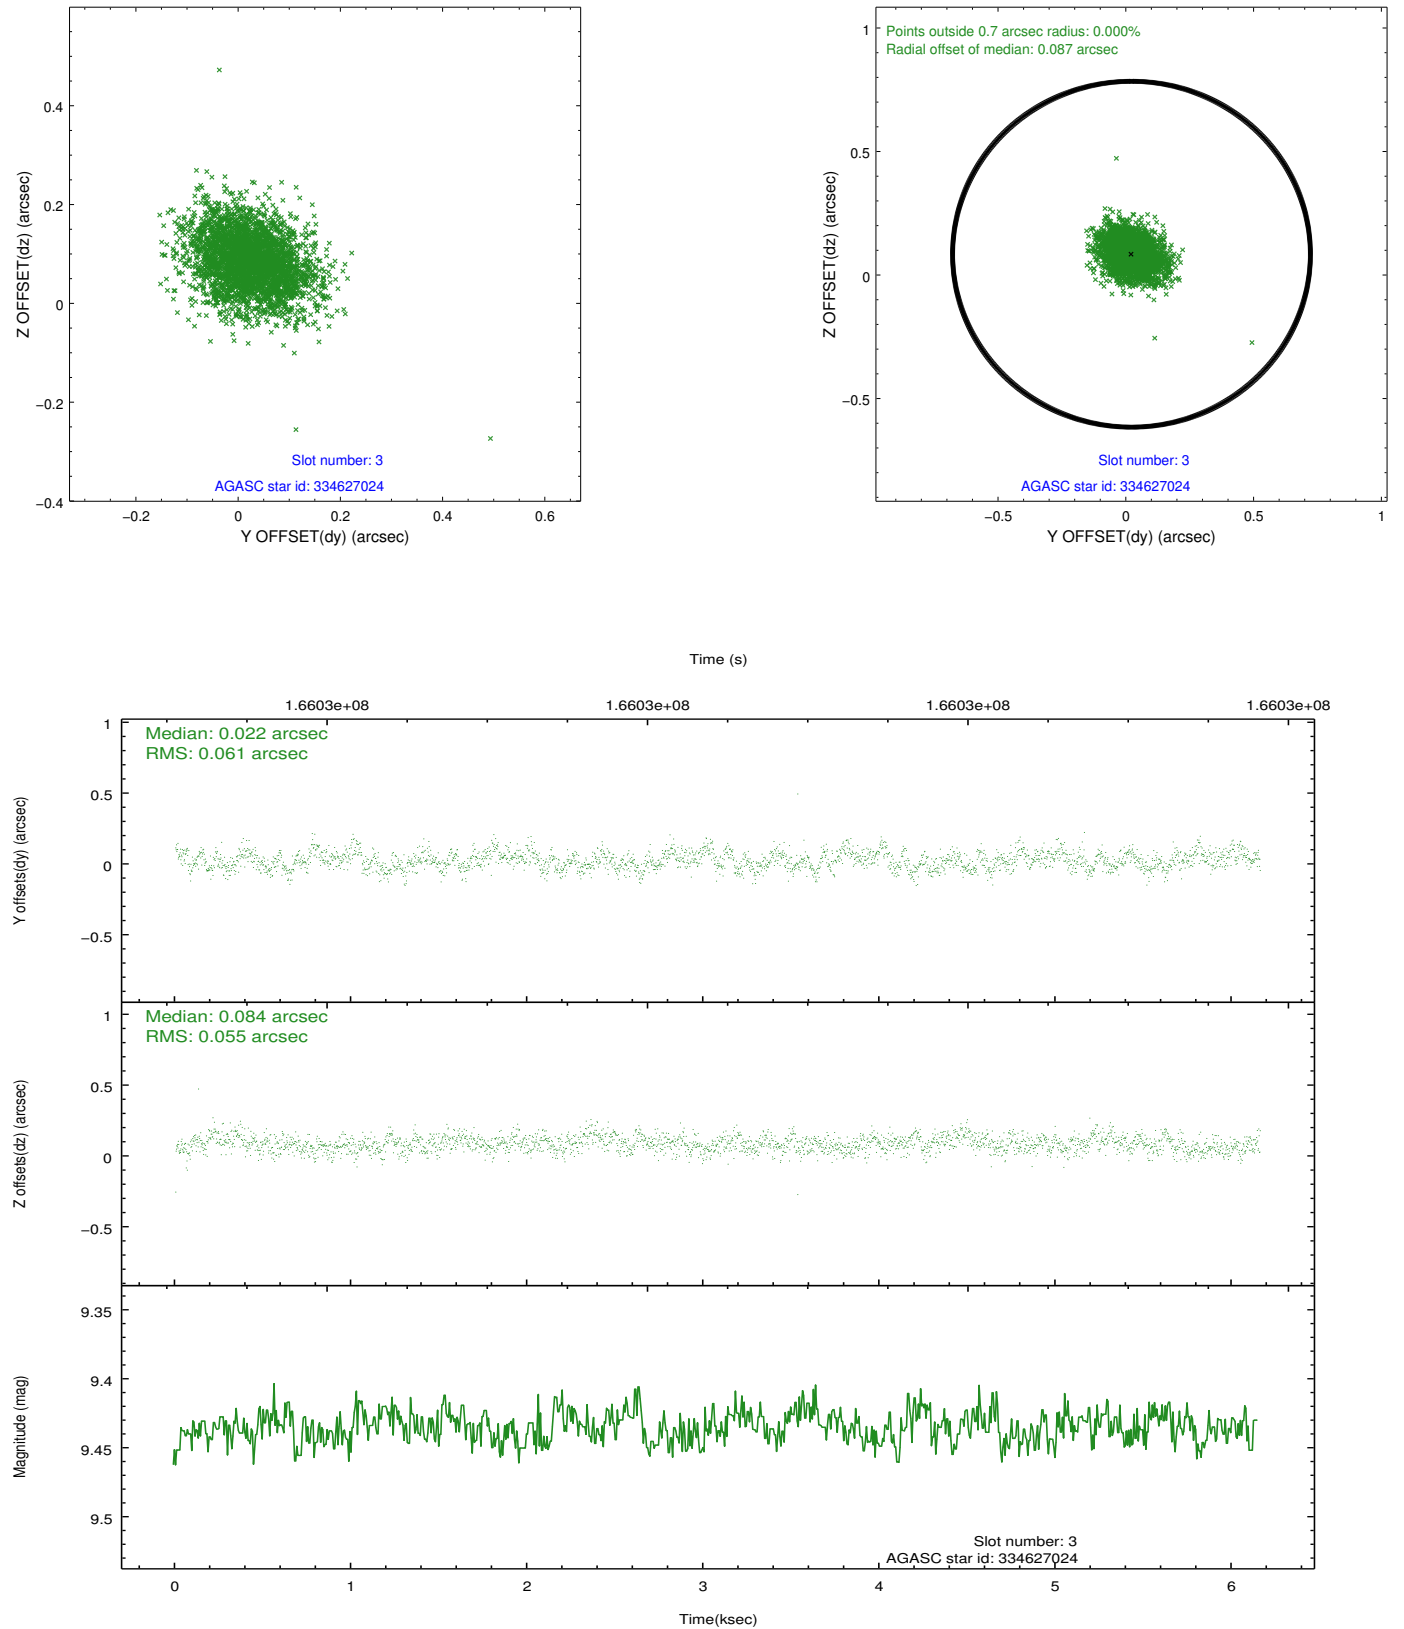 0.4
0.2
0
−0.2
−0.4
Z OFFSET(dz) (arcsec)
Slot number: 3
AGASC star id: 334627024
−0.2 0 0.2 0.4 0.6
Y OFFSET(dy) (arcsec)
Points outside 0.7 arcsec radius: 0.000%
Radial offset of median: 0.087 arcsec
1
0.5
0
−0.5
Z OFFSET(dz) (arcsec)
Slot number: 3
AGASC star id: 334627024
−0.5 0 0.5 1
Y OFFSET(dy) (arcsec)
Time (s)
1.6603e+08 1.6603e+08 1.6603e+08 1.6603e+08
Median: 0.022 arcsec
RMS: 0.061 arcsec
1
0.5
0
−0.5
Y offsets(dy) (arcsec)
Median: 0.084 arcsec
RMS: 0.055 arcsec
1
0.5
0
−0.5
Z offsets(dz) (arcsec)
9.35
9.4
9.45
9.5
Magnitude (mag)
Slot number: 3
AGASC star id: 334627024
0 1 2 3 4 5 6
Time(ksec)